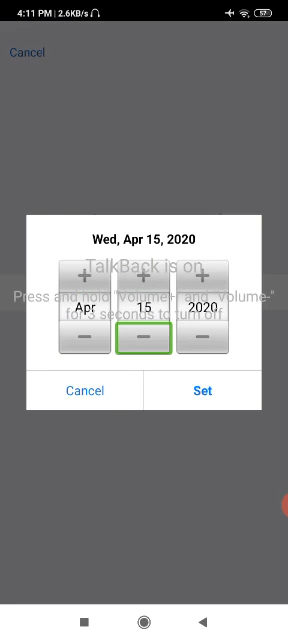 4:11 PM | 2.6KB/s
57
Cancel
Wed, Apr 15, 2020
TalkBack is on
+ + +
Press and hold "Volume+" and "Volume-"
for 3 seconds to turn off
Apr 15 2020
− − −
Cancel Set